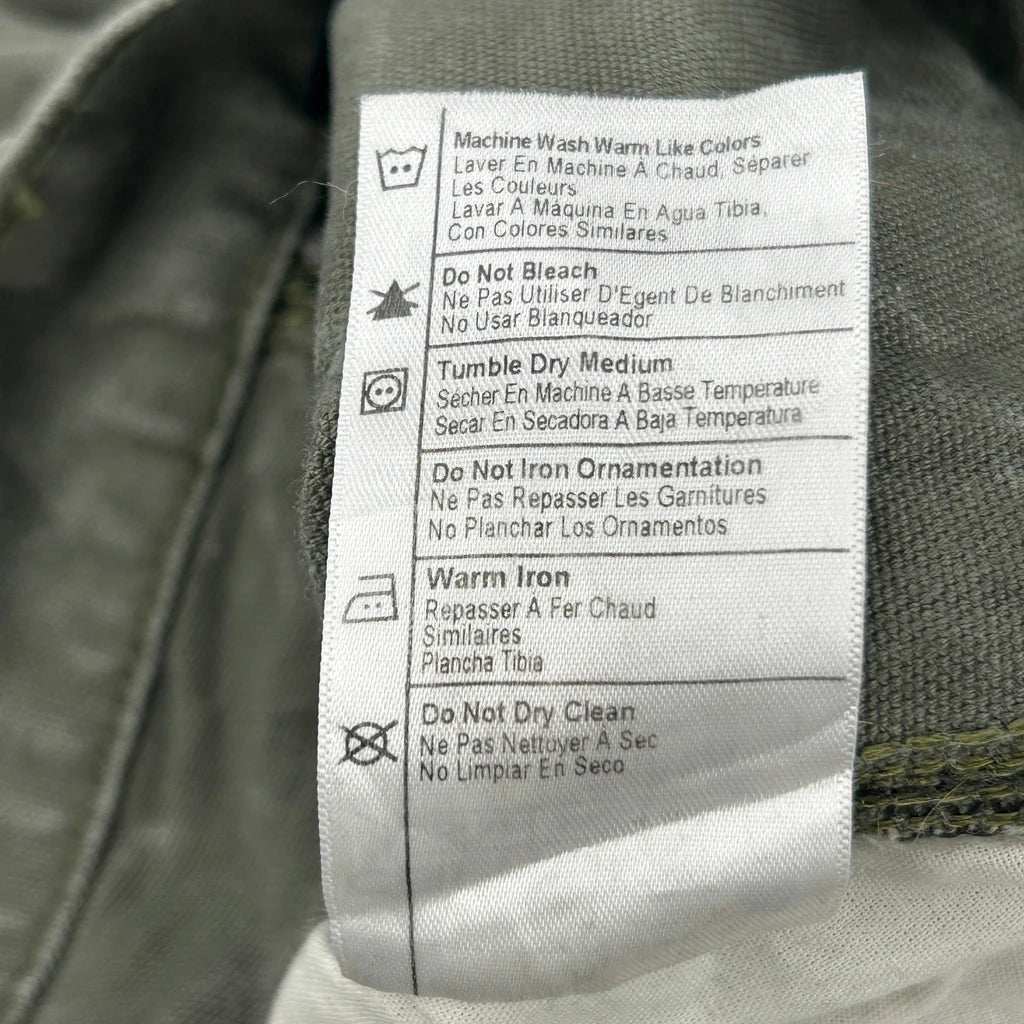 Machine Wash Warm Like Colors
Laver En Machine À Chaud, Séparer
Les Couleurs
Lavar A Maquina En Agua Tibia,
Con Colores Similares
Do Not Bleach
Ne Pas Utiliser D'Egent De Blanchiment
No Usar Blanqueador
Tumble Dry Medium
Sécher En Machine A Basse Temperature
Secar En Secadora A Baja Temperatura
Do Not Iron Ornamentation
Ne Pas Repasser Les Garnitures
No Planchar Los Ornamentos
Warm Iron
Repasser A Fer Chaud
Similaires
Plancha Tibia
Do Not Dry Clean
Ne Pas Nettoyer A Sec
No Limpiar En Seco